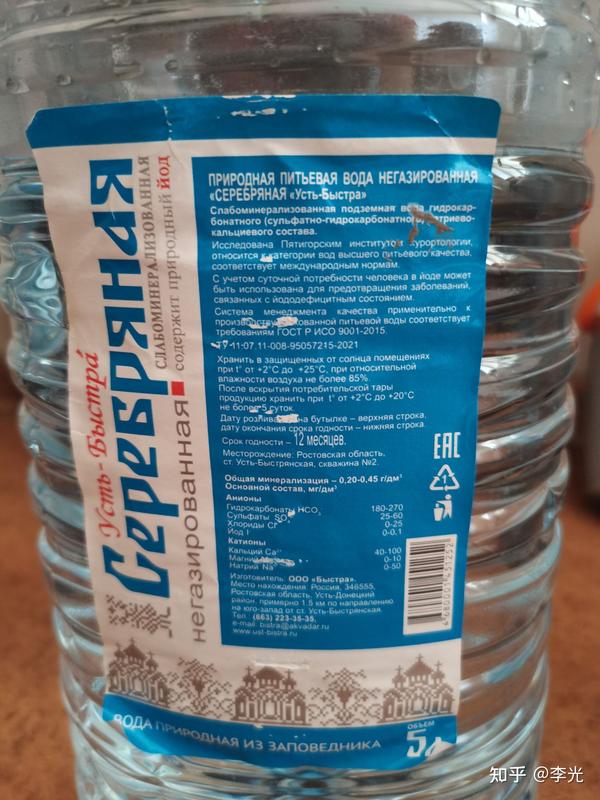 Усть-Быстра
Серебряная
СЛАБОМИНЕРАЛИЗОВАННАЯ
содержит природный йод
негазированная
ПРИРОДНАЯ ПИТЬЕВАЯ ВОДА НЕГАЗИРОВАННАЯ
«СЕРЕБРЯНАЯ «Усть-Быстра»
Слабоминерализованная подземная вода гидрокар-
бонатного (сульфатно-гидрокарбонатного)
кальциевого состава.
Исследована Пятигорским институтом курортологии,
относится к категории вод высшего питьевого качества,
соответствует международным нормам.
С учетом суточной потребности человека в йоде может
быть использована для предотвращения заболеваний,
связанных с йододефицитным состоянием.
Система менеджмента качества применительно к
питьевой воды соответствует
требованиям ГОСТ Р ИСО 9001-2015.
11.07.11-008-95057215-2021
Хранить в защищенных от солнца помещениях
при t° от +2°С до +25°С, при относительной
влажности воздуха не более 85%.
После вскрытия потребительской тары
продукцию хранить при t° от +2°С до +20°С
не более 5 суток.
Дату розлива на бутылке – верхняя строка,
дату окончания срока годности – нижняя строка.
Срок годности – 12 месяцев.
Месторождение: Ростовская область,
ст. Усть-Быстрянская, скважина №2.
Общая минерализация – 0,20-0,45 г/дм³
Основной состав, мг/дм³
Анионы
Гидрокарбонаты HCO₃ 180-270
Сульфаты SO 25-60
Хлориды Cl 0-25
Йод I 0-0.1
Катионы
Кальций Ca²⁺ 40-100
Магний 0-10
Натрий Na 0-50
Изготовитель: ООО «Быстра».
Место нахождения: Россия, 346555,
Ростовская область, Усть-Донецкий
район, примерно 1.5 км по направлению
на юго-запад от ст. Усть-Быстрянская.
Тел. (863) 223-35-35,
e-mail: bistra@akvadar.ru
www.ust-bistra.ru
EAC
1
ВОДА ПРИРОДНАЯ ИЗ ЗАПОВЕДНИКА
ОБЪЕМ
5л
知乎 @李光